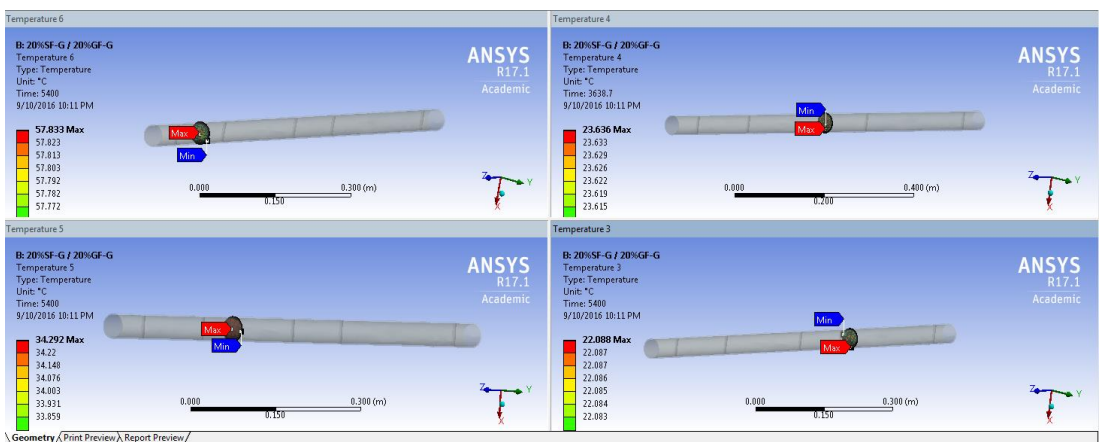 Temperature 6
B: 20%SF-G / 20%GF-G
Temperature 6
Type: Temperature
Unit: °C
Time: 5400
9/10/2016 10:11 PM
57.833 Max
57.823
57.813
57.803
57.792
57.782
57.772
Max
Min
0.000 0.300 (m)
0.150
Z Y
X
ANSYS
R17.1
Academic
Temperature 4
B: 20%SF-G / 20%GF-G
Temperature 4
Type: Temperature
Unit: °C
Time: 3638.7
9/10/2016 10:11 PM
23.636 Max
23.633
23.629
23.626
23.622
23.619
23.615
Min
Max
0.000 0.400 (m)
0.200
Z Y
X
ANSYS
R17.1
Academic
Temperature 5
B: 20%SF-G / 20%GF-G
Temperature 5
Type: Temperature
Unit: °C
Time: 5400
9/10/2016 10:11 PM
34.292 Max
34.22
34.148
34.076
34.003
33.931
33.859
Max
Min
0.000 0.300 (m)
0.150
Z Y
X
ANSYS
R17.1
Academic
Temperature 3
B: 20%SF-G / 20%GF-G
Temperature 3
Type: Temperature
Unit: °C
Time: 5400
9/10/2016 10:11 PM
22.088 Max
22.087
22.087
22.086
22.085
22.084
22.083
Min
Max
0.000 0.300 (m)
0.150
Z Y
X
ANSYS
R17.1
Academic
Geometry Print Preview Report Preview